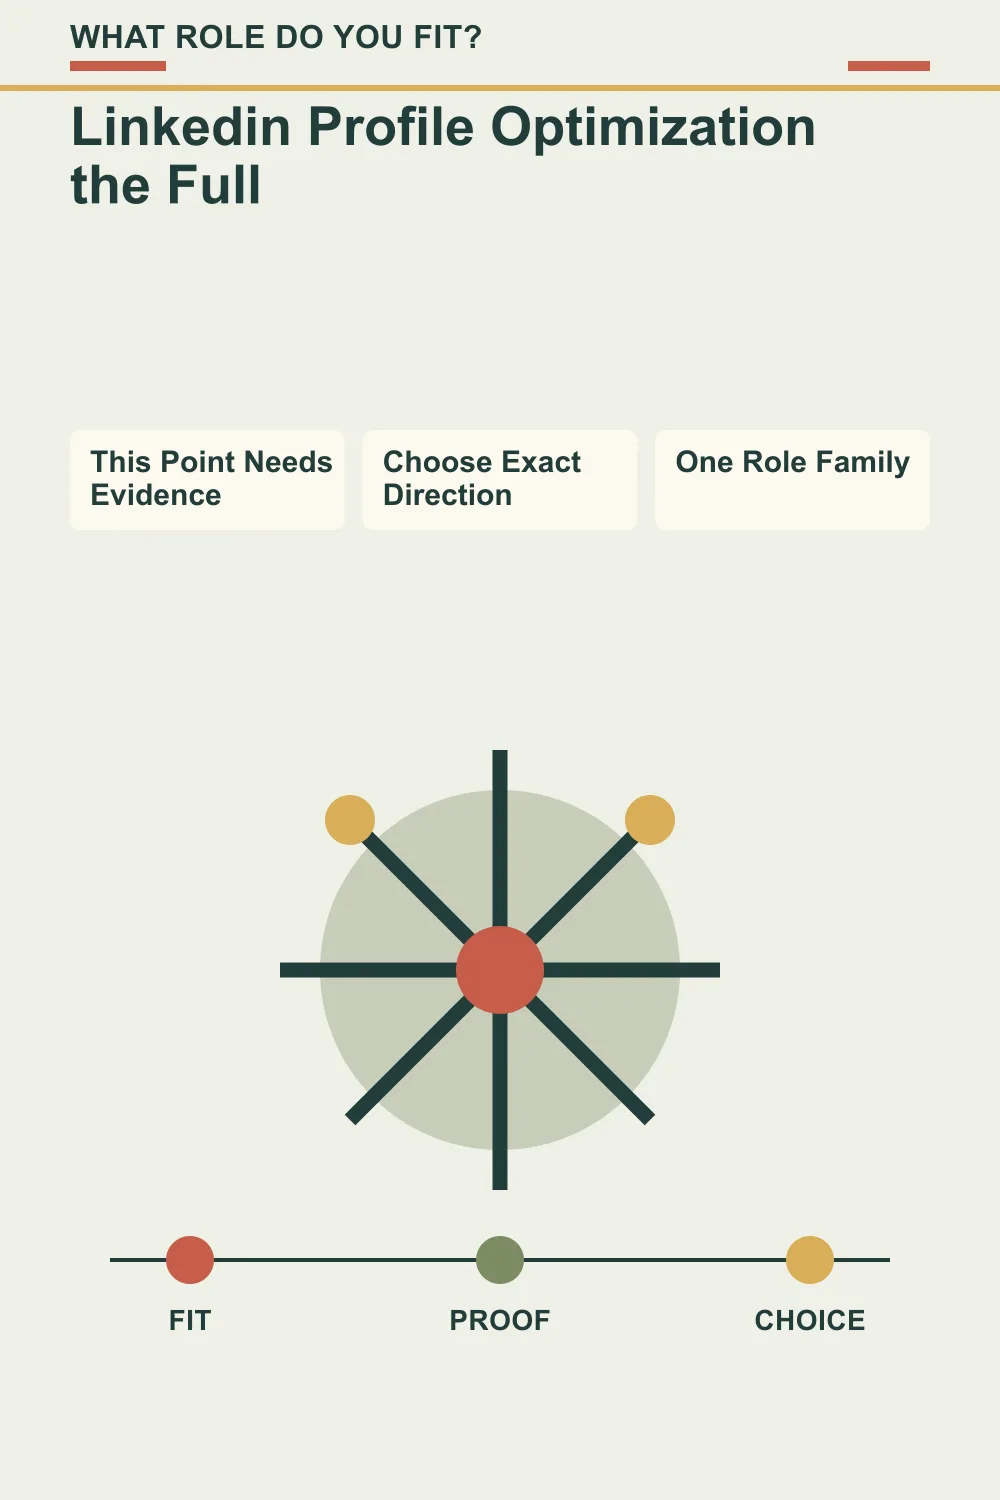 WHAT ROLE DO YOU FIT?
Linkedin Profile Optimization
the Full
This Point Needs
Evidence
Choose Exact
Direction
One Role Family
FIT
PROOF
CHOICE